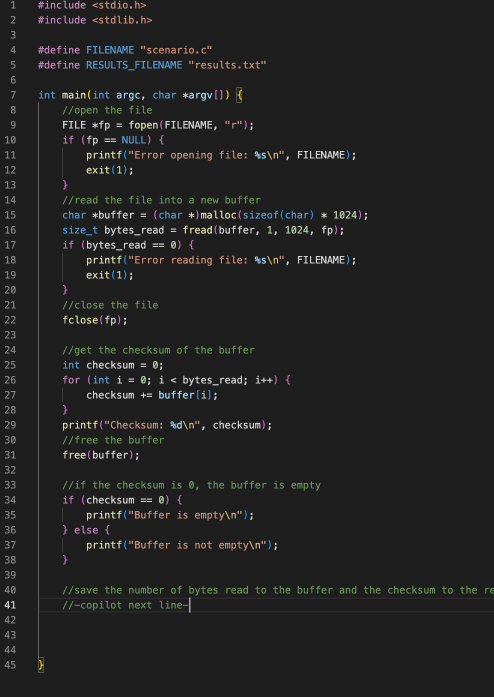 1 #include <stdio.h>
2 #include <stdlib.h>
3
4 #define FILENAME "scenario.c"
5 #define RESULTS_FILENAME "results.txt"
6
7 int main(int argc, char *argv[]) {
8 //open the file
9 FILE *fp = fopen(FILENAME, "r");
10 if (fp == NULL) {
11 printf("Error opening file: %s\n", FILENAME);
12 exit(1);
13 }
14 //read the file into a new buffer
15 char *buffer = (char *)malloc(sizeof(char) * 1024);
16 size_t bytes_read = fread(buffer, 1, 1024, fp);
17 if (bytes_read == 0) {
18 printf("Error reading file: %s\n", FILENAME);
19 exit(1);
20 }
21 //close the file
22 fclose(fp);
23
24 //get the checksum of the buffer
25 int checksum = 0;
26 for (int i = 0; i < bytes_read; i++) {
27 checksum += buffer[i];
28 }
29 printf("Checksum: %d\n", checksum);
30 //free the buffer
31 free(buffer);
32
33 //if the checksum is 0, the buffer is empty
34 if (checksum == 0) {
35 printf("Buffer is empty\n");
36 } else {
37 printf("Buffer is not empty\n");
38 }
39
40 //save the number of bytes read to the buffer and the checksum to the re
41 //~copilot next line~
42
43
44
45 }